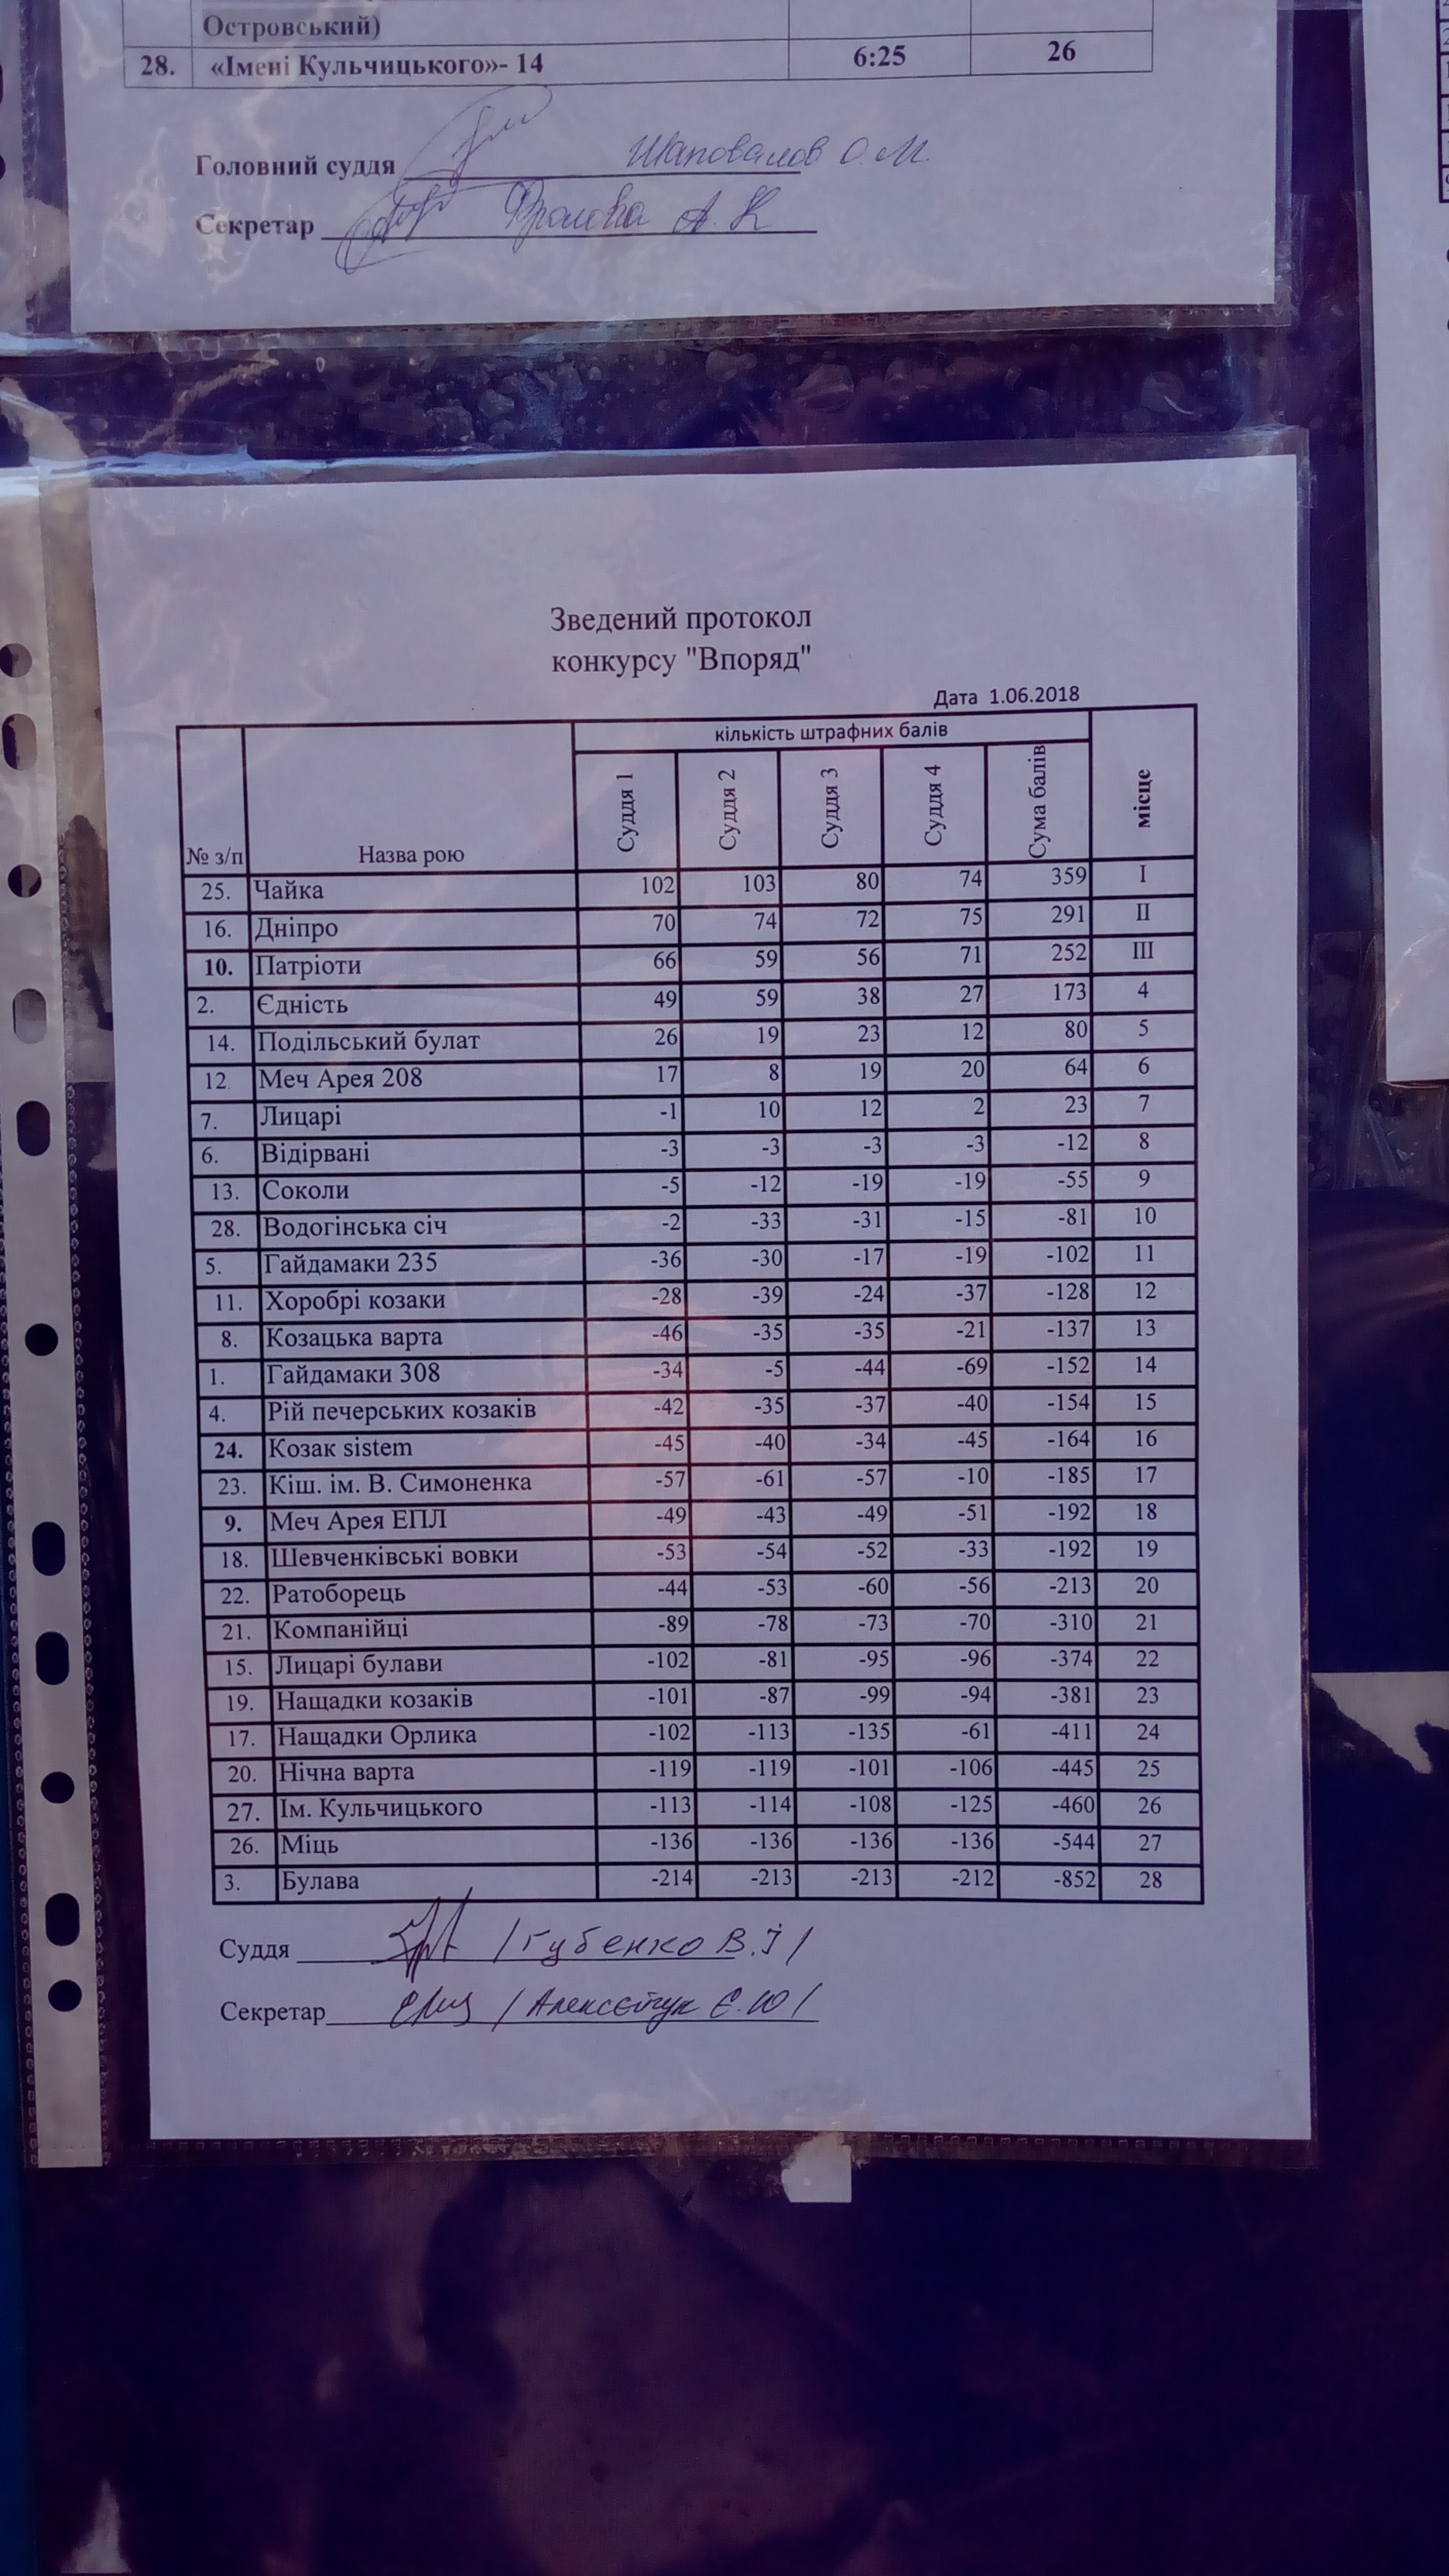 Островський)
28. «Імені Кульчицького»- 14 6:25 26
Головний суддя Шаповалов О.М.
Секретар Фролова А. К
Зведений протокол
конкурсу "Впоряд"
Дата 1.06.2018
№ з/п Назва рою кількість штрафних балів місце
Суддя 1 Суддя 2 Суддя 3 Суддя 4 Сума балів
25. Чайка 102 103 80 74 359 I
16. Дніпро 70 74 72 75 291 II
10. Патріоти 66 59 56 71 252 III
2. Єдність 49 59 38 27 173 4
14. Подільський булат 26 19 23 12 80 5
12 Меч Арея 208 17 8 19 20 64 6
7. Лицарі -1 10 12 2 23 7
6. Відірвані -3 -3 -3 -3 -12 8
13. Соколи -5 -12 -19 -19 -55 9
28. Водогінська січ -2 -33 -31 -15 -81 10
5. Гайдамаки 235 -36 -30 -17 -19 -102 11
11. Хоробрі козаки -28 -39 -24 -37 -128 12
8. Козацька варта -46 -35 -35 -21 -137 13
1. Гайдамаки 308 -34 -5 -44 -69 -152 14
4. Рій печерських козаків -42 -35 -37 -40 -154 15
24. Козак sistem -45 -40 -34 -45 -164 16
23. Кіш. ім. В. Симоненка -57 -61 -57 -10 -185 17
9. Меч Арея ЕПЛ -49 -43 -49 -51 -192 18
18. Шевченківські вовки -53 -54 -52 -33 -192 19
22. Ратоборець -44 -53 -60 -56 -213 20
21. Компанійці -89 -78 -73 -70 -310 21
15. Лицарі булави -102 -81 -95 -96 -374 22
19. Нащадки козаків -101 -87 -99 -94 -381 23
17. Нащадки Орлика -102 -113 -135 -61 -411 24
20. Нічна варта -119 -119 -101 -106 -445 25
27. Ім. Кульчицького -113 -114 -108 -125 -460 26
26. Міць -136 -136 -136 -136 -544 27
3. Булава -214 -213 -213 -212 -852 28
Суддя /Губенко В.І/
Секретар /Алексєйчук Є.Ю/